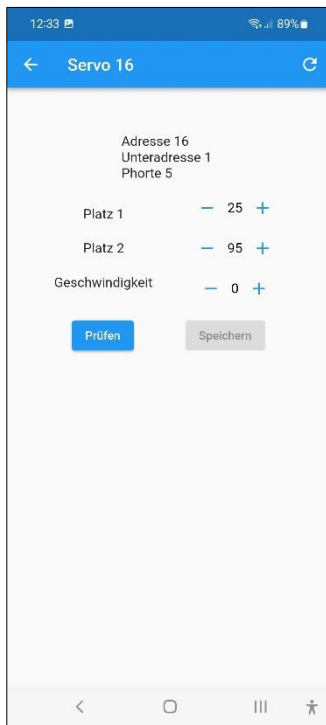 12:33 89%
Servo 16
Adresse 16
Unteradresse 1
Phorte 5
Platz 1 − 25 +
Platz 2 − 95 +
Geschwindigkeit − 0 +
Prüfen Speichern